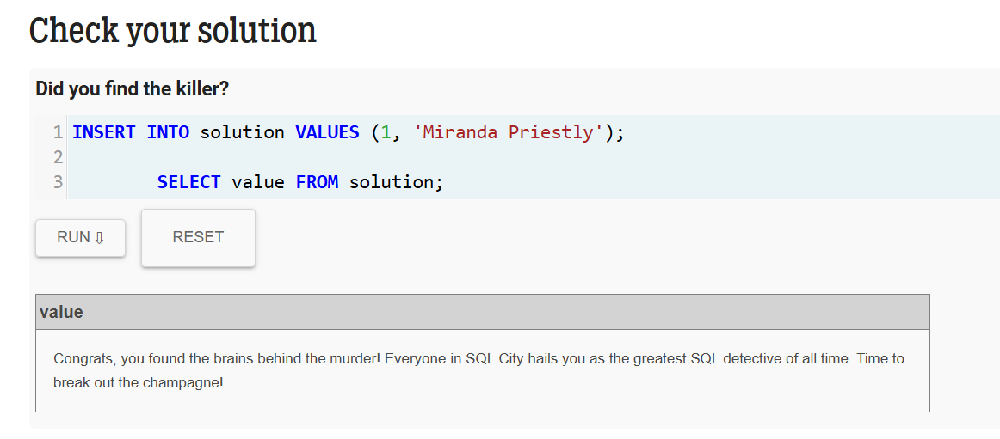 Check your solution
Did you find the killer?
1 INSERT INTO solution VALUES (1, 'Miranda Priestly');
2
3 SELECT value FROM solution;
RUN ⇩
RESET
value
Congrats, you found the brains behind the murder! Everyone in SQL City hails you as the greatest SQL detective of all time. Time to
break out the champagne!